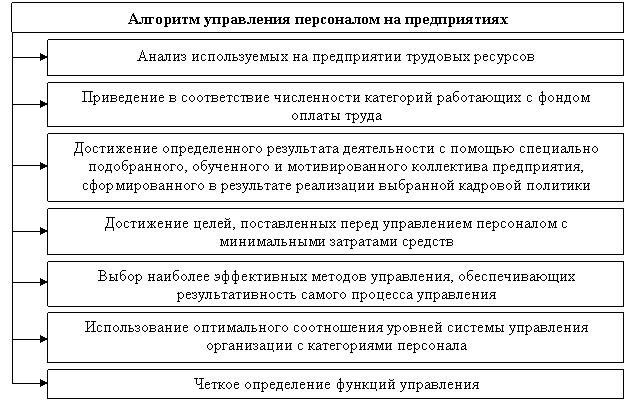 Алгоритм управления персоналом на предприятиях
Анализ используемых на предприятии трудовых ресурсов
Приведение в соответствие численности категорий работающих с фондом
оплаты труда
Достижение определенного результата деятельности с помощью специально
подобранного, обученного и мотивированного коллектива предприятия,
сформированного в результате реализации выбранной кадровой политики
Достижение целей, поставленных перед управлением персоналом с
минимальными затратами средств
Выбор наиболее эффективных методов управления, обеспечивающих
результативность самого процесса управления
Использование оптимального соотношения уровней системы управления
организации с категориями персонала
Четкое определение функций управления